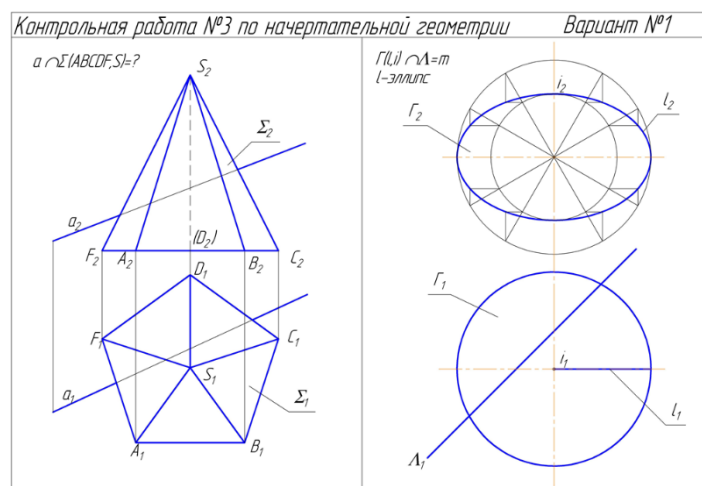 Контрольная работа №3 по начертательной геометрии Вариант №1
a ∩Σ(ABCDF,S)=?
S₂
Σ₂
a₂
F₂ A₂ (D₂) B₂ C₂
D₁
F₁ C₁
S₁
a₁
Σ₁
A₁ B₁
Г(l,i) ∩Λ=m
l-эллипс
i₂
Г₂ l₂
Г₁
i₁
l₁
Λ₁